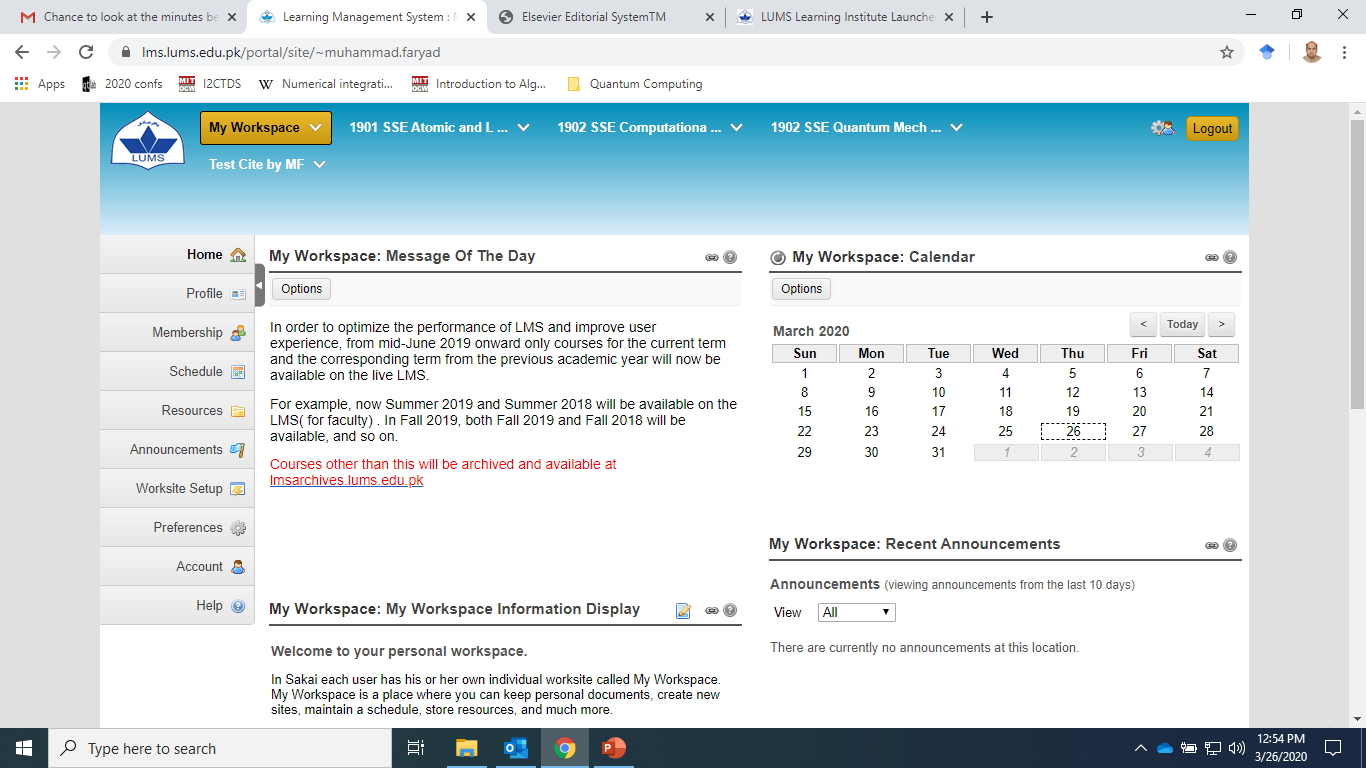 Chance to look at the minutes be
Learning Management System : M
Elsevier Editorial SystemTM
LUMS Learning Institute Launche
lms.lums.edu.pk/portal/site/~muhammad.faryad
Apps
2020 confs
MIT OCW
I2CTDS
W
Numerical integrati...
MIT OCW
Introduction to Alg...
Quantum Computing
LUMS
My Workspace
1901 SSE Atomic and L ...
1902 SSE Computationa ...
1902 SSE Quantum Mech ...
Logout
Test Cite by MF
Home
Profile
Membership
Schedule
Resources
Announcements
Worksite Setup
Preferences
Account
Help
My Workspace: Message Of The Day
Options
In order to optimize the performance of LMS and improve user
experience, from mid-June 2019 onward only courses for the current term
and the corresponding term from the previous academic year will now be
available on the live LMS.
For example, now Summer 2019 and Summer 2018 will be available on the
LMS( for faculty) . In Fall 2019, both Fall 2019 and Fall 2018 will be
available, and so on.
Courses other than this will be archived and available at
lmsarchives.lums.edu.pk
My Workspace: My Workspace Information Display
Welcome to your personal workspace.
In Sakai each user has his or her own individual worksite called My Workspace.
My Workspace is a place where you can keep personal documents, create new
sites, maintain a schedule, store resources, and much more.
My Workspace: Calendar
Options
March 2020
< Today >
Sun Mon Tue Wed Thu Fri Sat
1 2 3 4 5 6 7
8 9 10 11 12 13 14
15 16 17 18 19 20 21
22 23 24 25 26 27 28
29 30 31 1 2 3 4
My Workspace: Recent Announcements
Announcements (viewing announcements from the last 10 days)
View All
There are currently no announcements at this location.
Type here to search
12:54 PM
3/26/2020